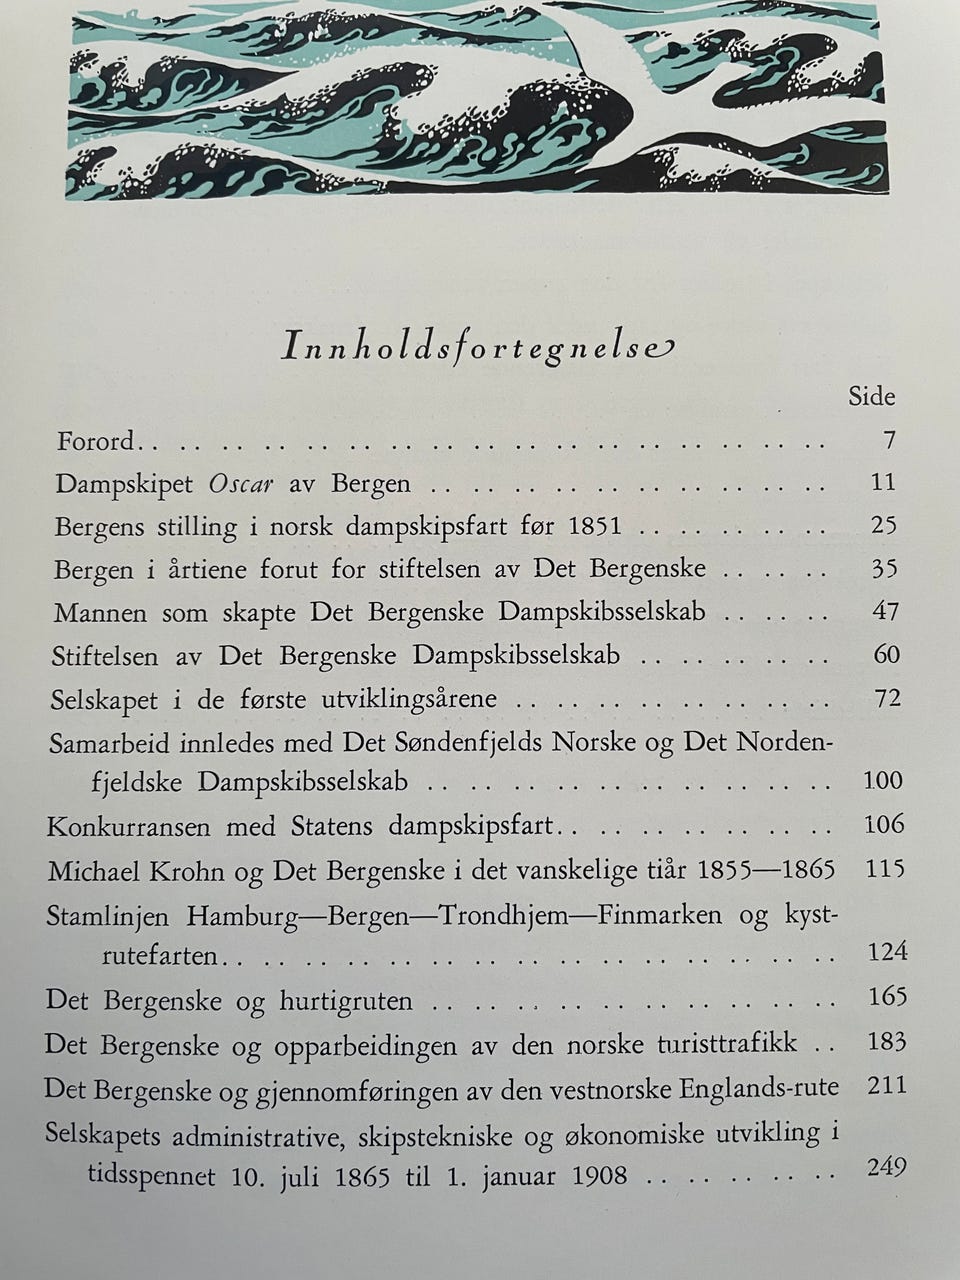 Innholdsfortegnelse
Side
Forord. . . . . . . . . . . . . . . . . . 7
Dampskipet Oscar av Bergen . . . . . . . . . . . 11
Bergens stilling i norsk dampskipsfart før 1851 . . . . . . 25
Bergen i årtiene forut for stiftelsen av Det Bergenske . . . . . 35
Mannen som skapte Det Bergenske Dampskibsselskab . . . . . 47
Stiftelsen av Det Bergenske Dampskibsselskab . . . . . . . 60
Selskapet i de første utviklingsårene . . . . . . . . . . 72
Samarbeid innledes med Det Søndenfjelds Norske og Det Norden-
fjeldske Dampskibsselskab . . . . . . . . . . . . 100
Konkurransen med Statens dampskipsfart. . . . . . . . . 106
Michael Krohn og Det Bergenske i det vanskelige tiår 1855—1865 115
Stamlinjen Hamburg—Bergen—Trondhjem—Finmarken og kyst-
rutefarten. . . . . . . . . . . . . . . . . 124
Det Bergenske og hurtigruten . . . . . . . . . . . 165
Det Bergenske og opparbeidingen av den norske turisttrafikk . . 183
Det Bergenske og gjennomføringen av den vestnorske Englands-rute 211
Selskapets administrative, skipstekniske og økonomiske utvikling i
tidsspennet 10. juli 1865 til 1. januar 1908 . . . . . . . 249